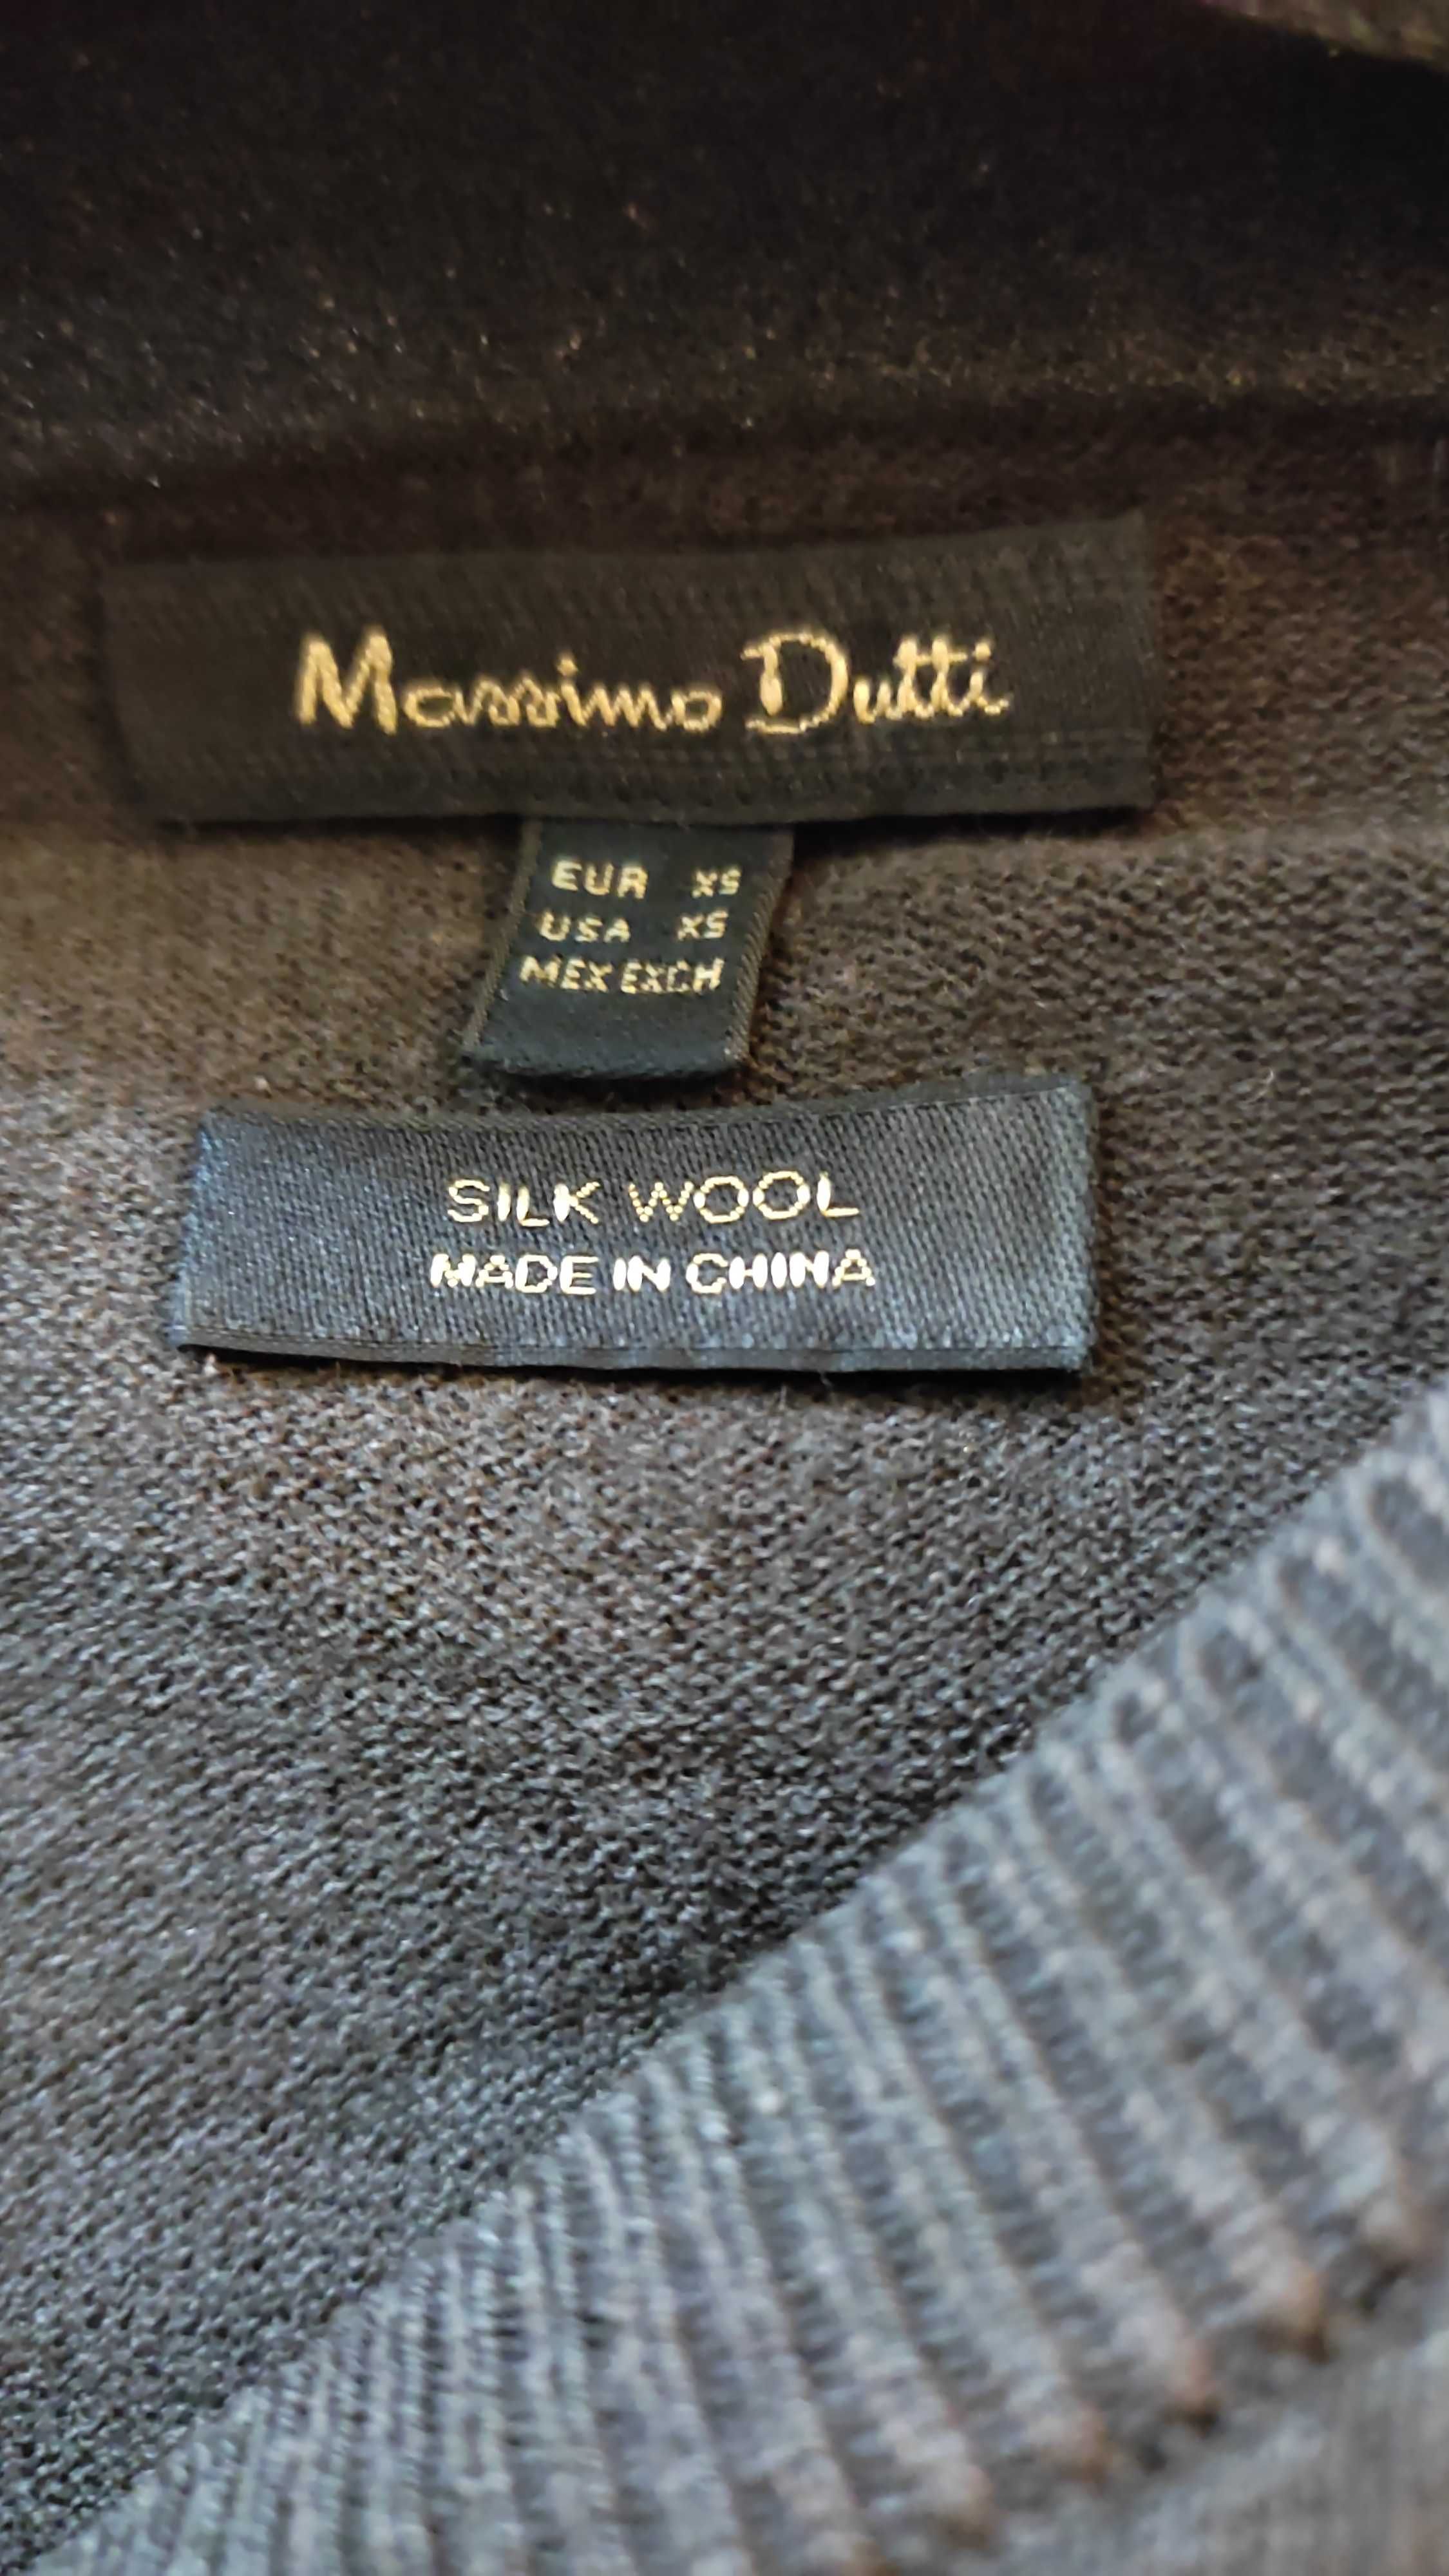 Massimo Dutti
EUR XS
USA XS
MEX EXCH
SILK WOOL
MADE IN CHINA